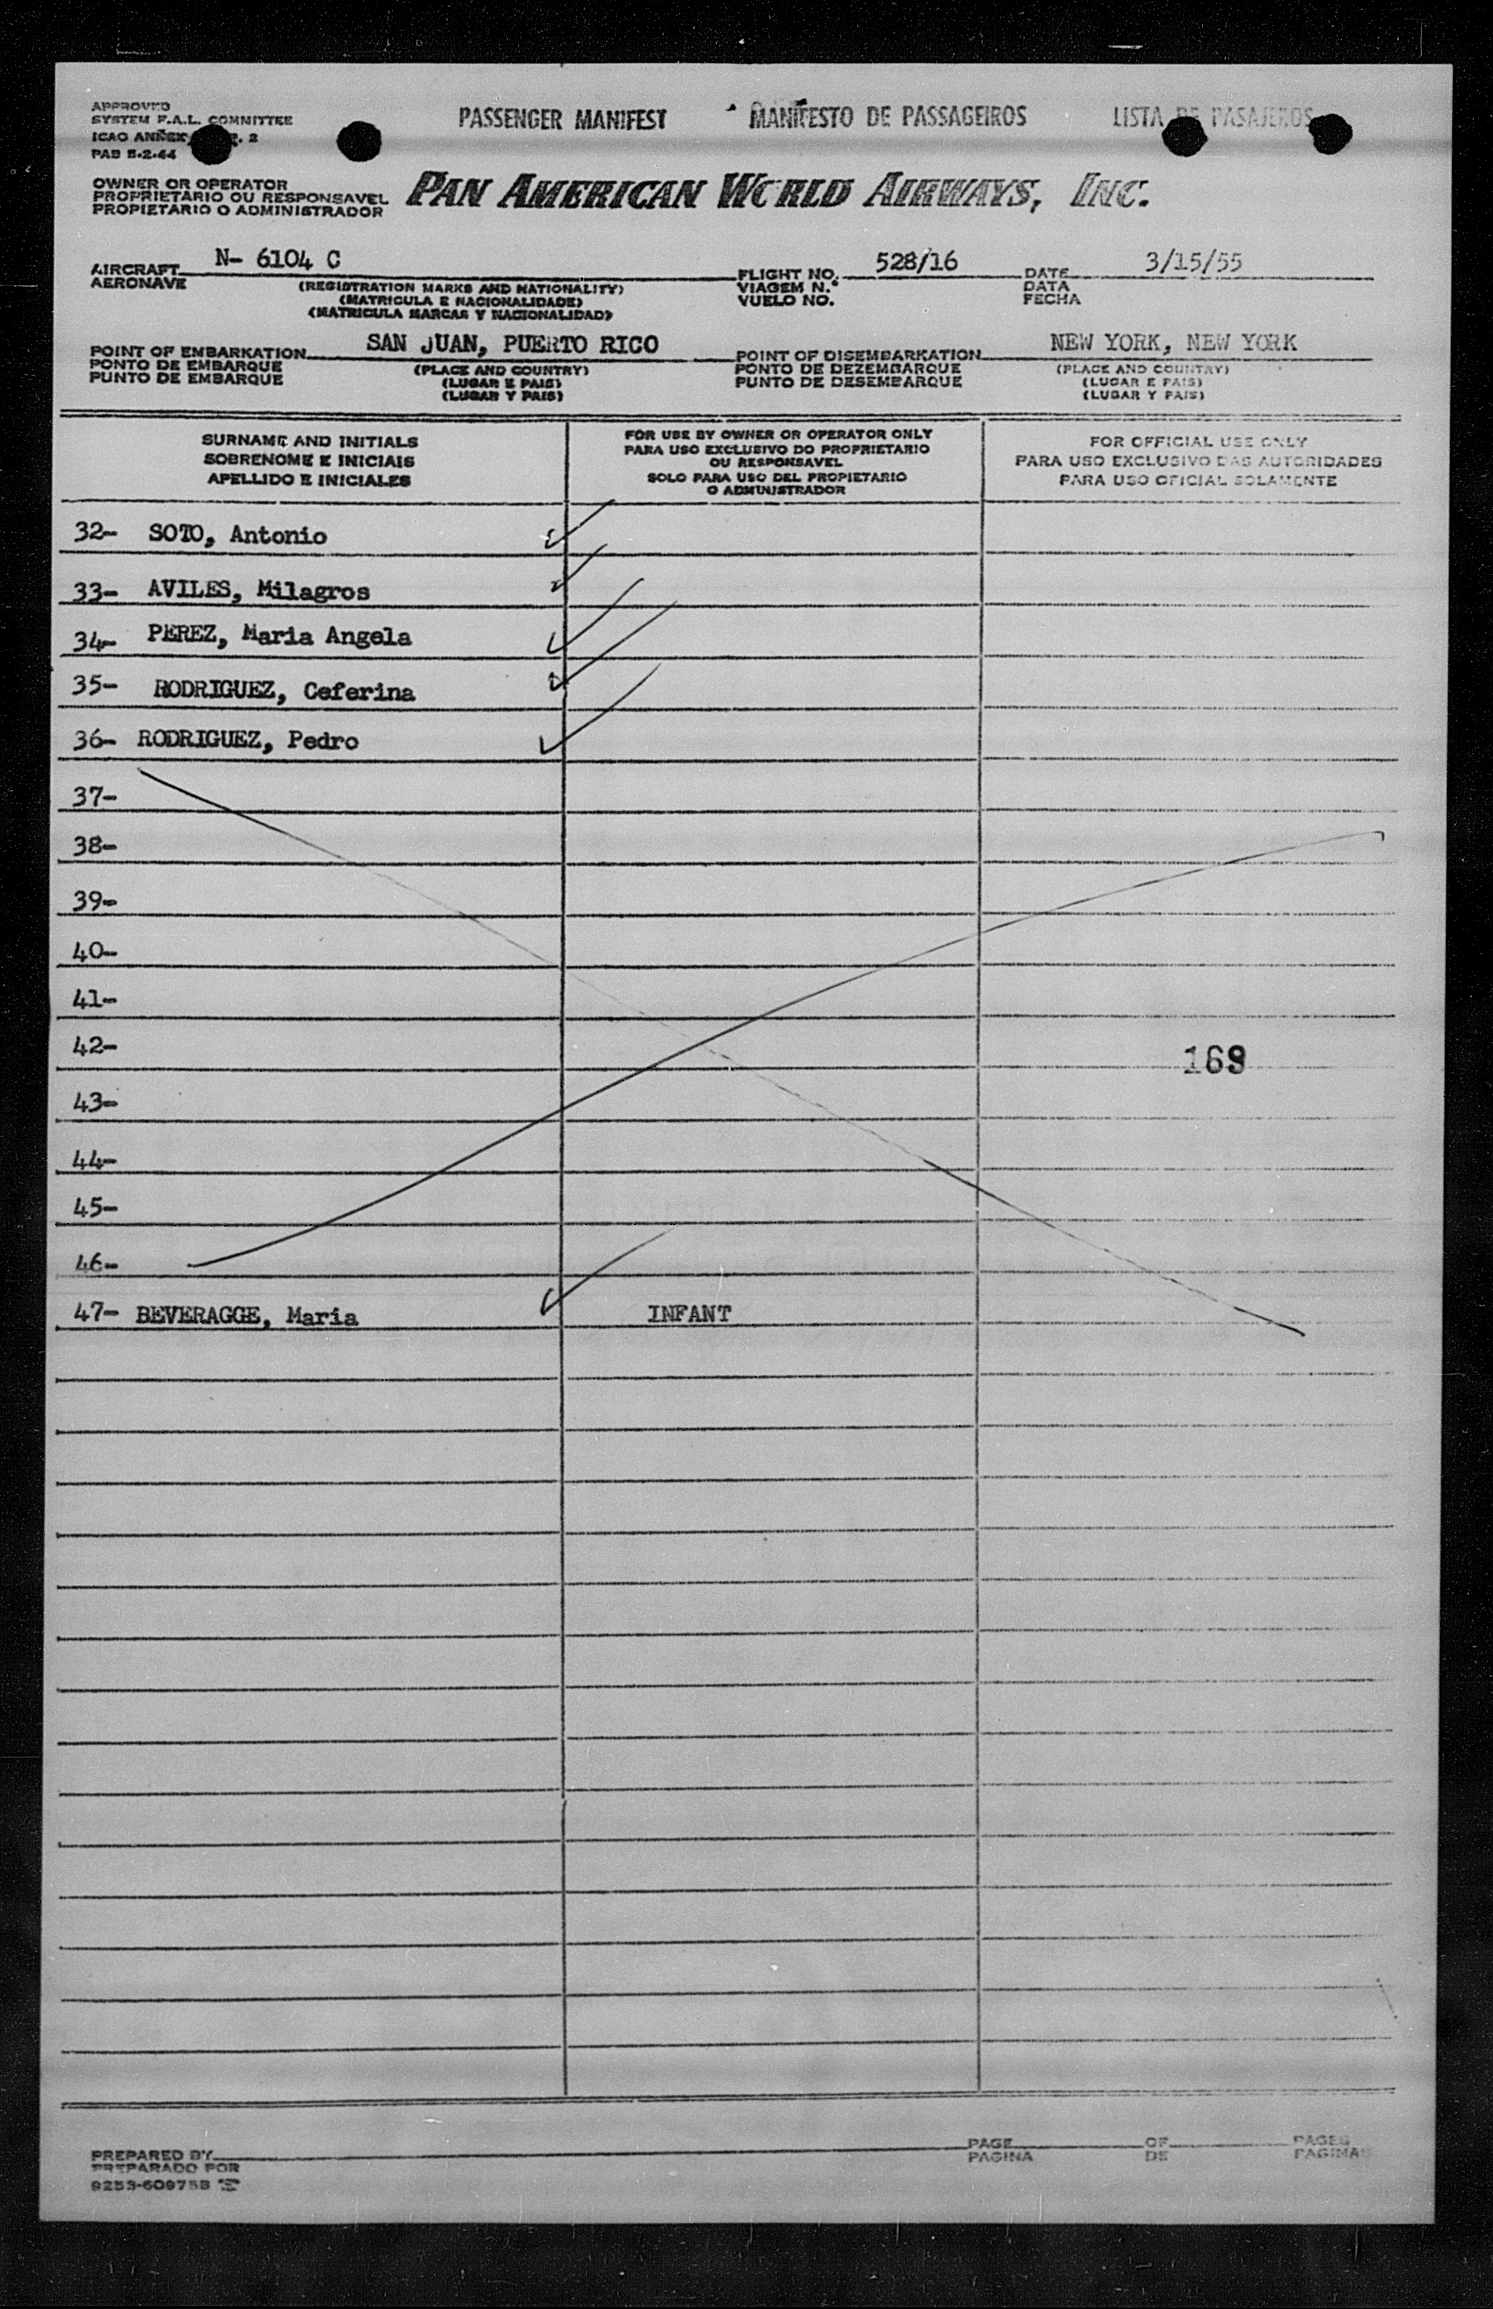 APPROVED
SYSTEM F.A.L. COMMITTEE
ICAO ANNEX 2
PAB 5-2-44
PASSENGER MANIFEST MANIFESTO DE PASSAGEIROS LISTA DE PASAJEROS
OWNER OR OPERATOR
PROPRIETARIO OU RESPONSAVEL
PROPIETARIO O ADMINISTRADOR
PAN AMERICAN WORLD AIRWAYS, INC.
AIRCRAFT N- 6104 C FLIGHT NO. 528/16 DATE 3/15/55
AERONAVE (REGISTRATION MARKS AND NATIONALITY) VIAGEM N.º DATA
(MATRICULA E NACIONALIDADE) VUELO NO. FECHA
(MATRICULA MARCAS Y NACIONALIDAD)
POINT OF EMBARKATION SAN JUAN, PUERTO RICO POINT OF DISEMBARKATION NEW YORK, NEW YORK
PONTO DE EMBARQUE (PLACE AND COUNTRY) PONTO DE DEZEMBARQUE (PLACE AND COUNTRY)
PUNTO DE EMBARQUE (LUGAR E PAIS) PUNTO DE DESEMBARQUE (LUGAR E PAIS)
(LUGAR Y PAIS) (LUGAR Y PAIS)
SURNAME AND INITIALS
SOBRENOME E INICIAIS
APELLIDO E INICIALES
FOR USE BY OWNER OR OPERATOR ONLY
PARA USO EXCLUSIVO DO PROPRIETARIO
OU RESPONSAVEL
SOLO PARA USO DEL PROPIETARIO
O ADMINISTRADOR
FOR OFFICIAL USE ONLY
PARA USO EXCLUSIVO DAS AUTORIDADES
PARA USO OFICIAL SOLAMENTE
32- SOTO, Antonio
33- AVILES, Milagros
34- PEREZ, Maria Angela
35- RODRIGUEZ, Ceferina
36- RODRIGUEZ, Pedro
37-
38-
39-
40-
41-
42- 169
43-
44-
45-
46-
47- BEVERAGGE, Maria INFANT
PREPARED BY PAGE OF PAGES
PREPARADO POR PAGINA DE PAGINAS